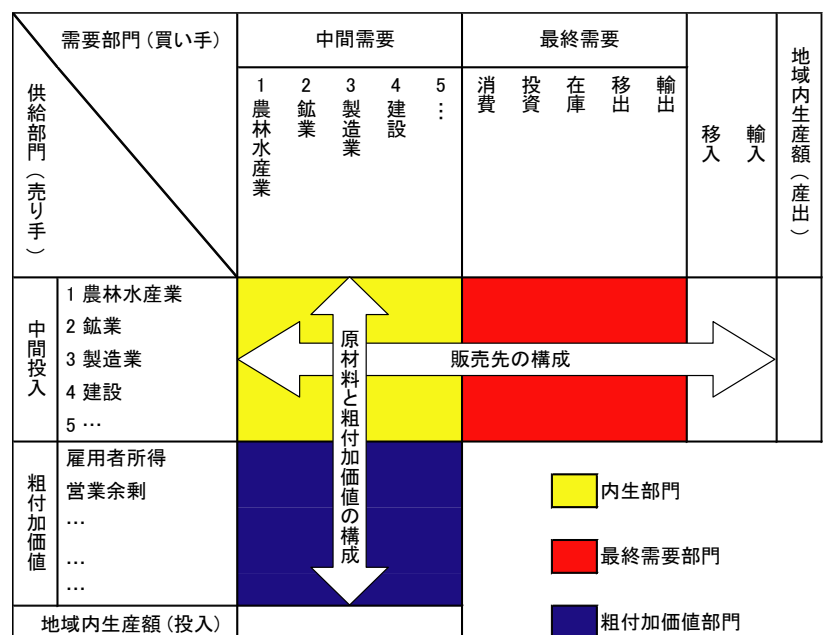 需要部門(買い手)
供給部門(売り手)
中間需要
1 農林水産業
2 鉱業
3 製造業
4 建設
5 …
最終需要
消費
投資
在庫
移出
輸出
移入
輸入
地域内生産額(産出)
中間投入
1 農林水産業
2 鉱業
3 製造業
4 建設
5 …
原材料と粗付加価値の構成
販売先の構成
粗付加価値
雇用者所得
営業余剰
…
…
…
地域内生産額(投入)
内生部門
最終需要部門
粗付加価値部門